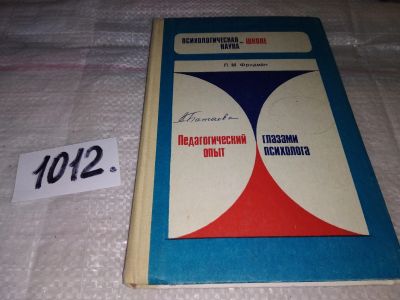 ПСИХОЛОГИЧЕСКАЯ НАУКА – ШКОЛЕ
Л. М. Фридман
Педагогический опыт
глазами психолога
1012.